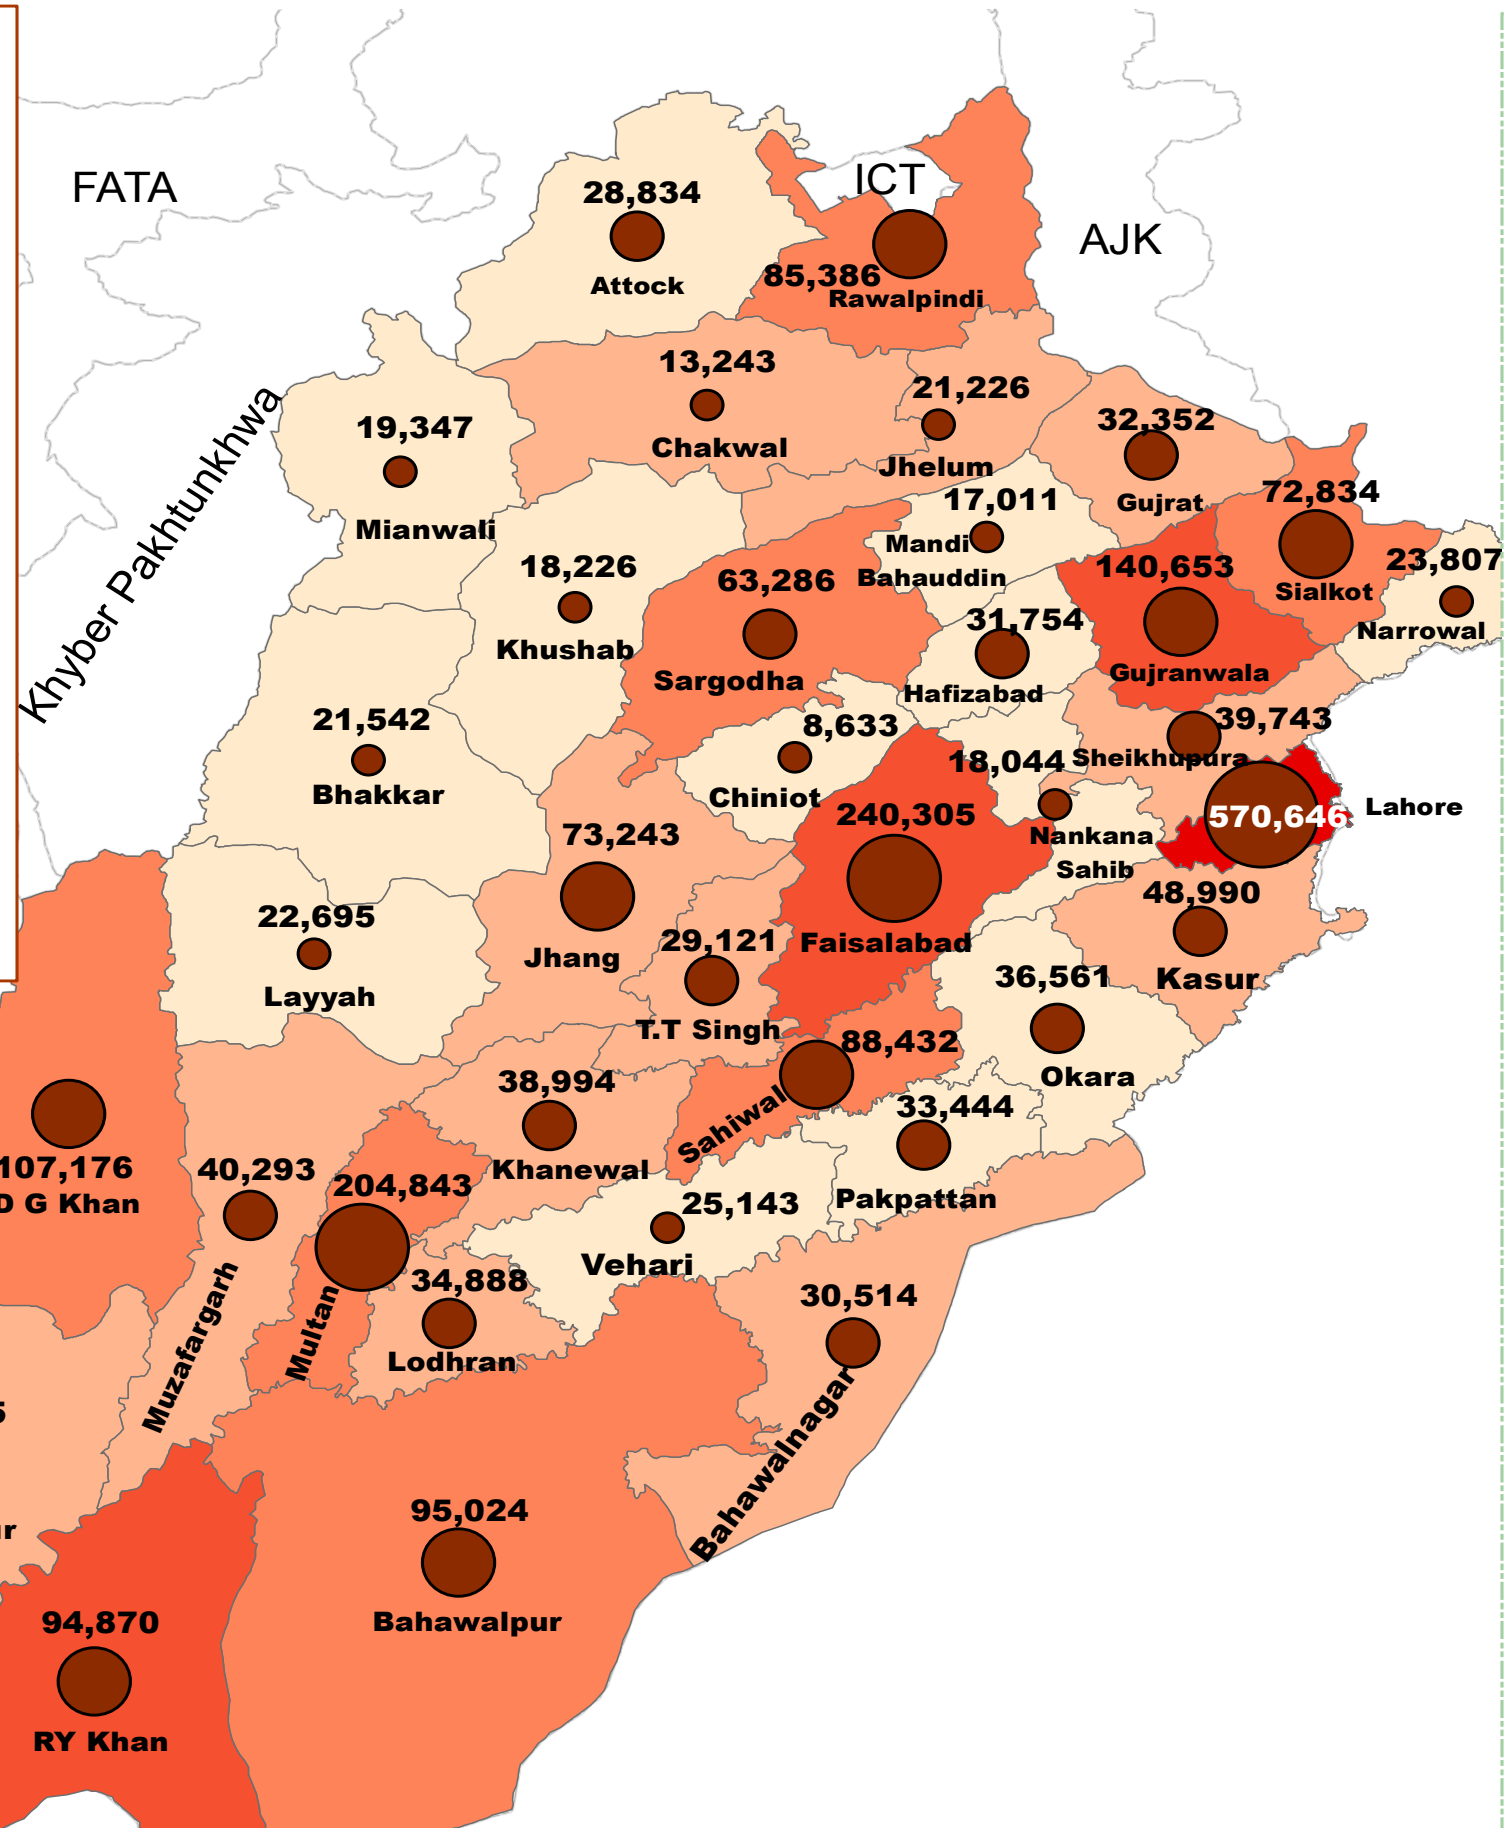 FATA
ICT
AJK
Khyber Pakhtunkhwa
28,834
Attock
85,386
Rawalpindi
13,243
Chakwal
21,226
Jhelum
19,347
Mianwali
32,352
Gujrat
17,011
Mandi
Bahauddin
72,834
Sialkot
23,807
Narrowal
18,226
Khushab
63,286
Sargodha
140,653
Gujranwala
31,754
Hafizabad
21,542
Bhakkar
8,633
Chiniot
39,743
Sheikhupura
18,044
Nankana
Sahib
570,646
Lahore
73,243
Jhang
240,305
Faisalabad
48,990
Kasur
22,695
Layyah
29,121
T.T Singh
36,561
Okara
88,432
Sahiwal
38,994
Khanewal
33,444
Pakpattan
107,176
D G Khan
40,293
Muzafargarh
204,843
Multan
25,143
Vehari
34,888
Lodhran
30,514
Bahawalnagar
95,024
Bahawalpur
94,870
RY Khan